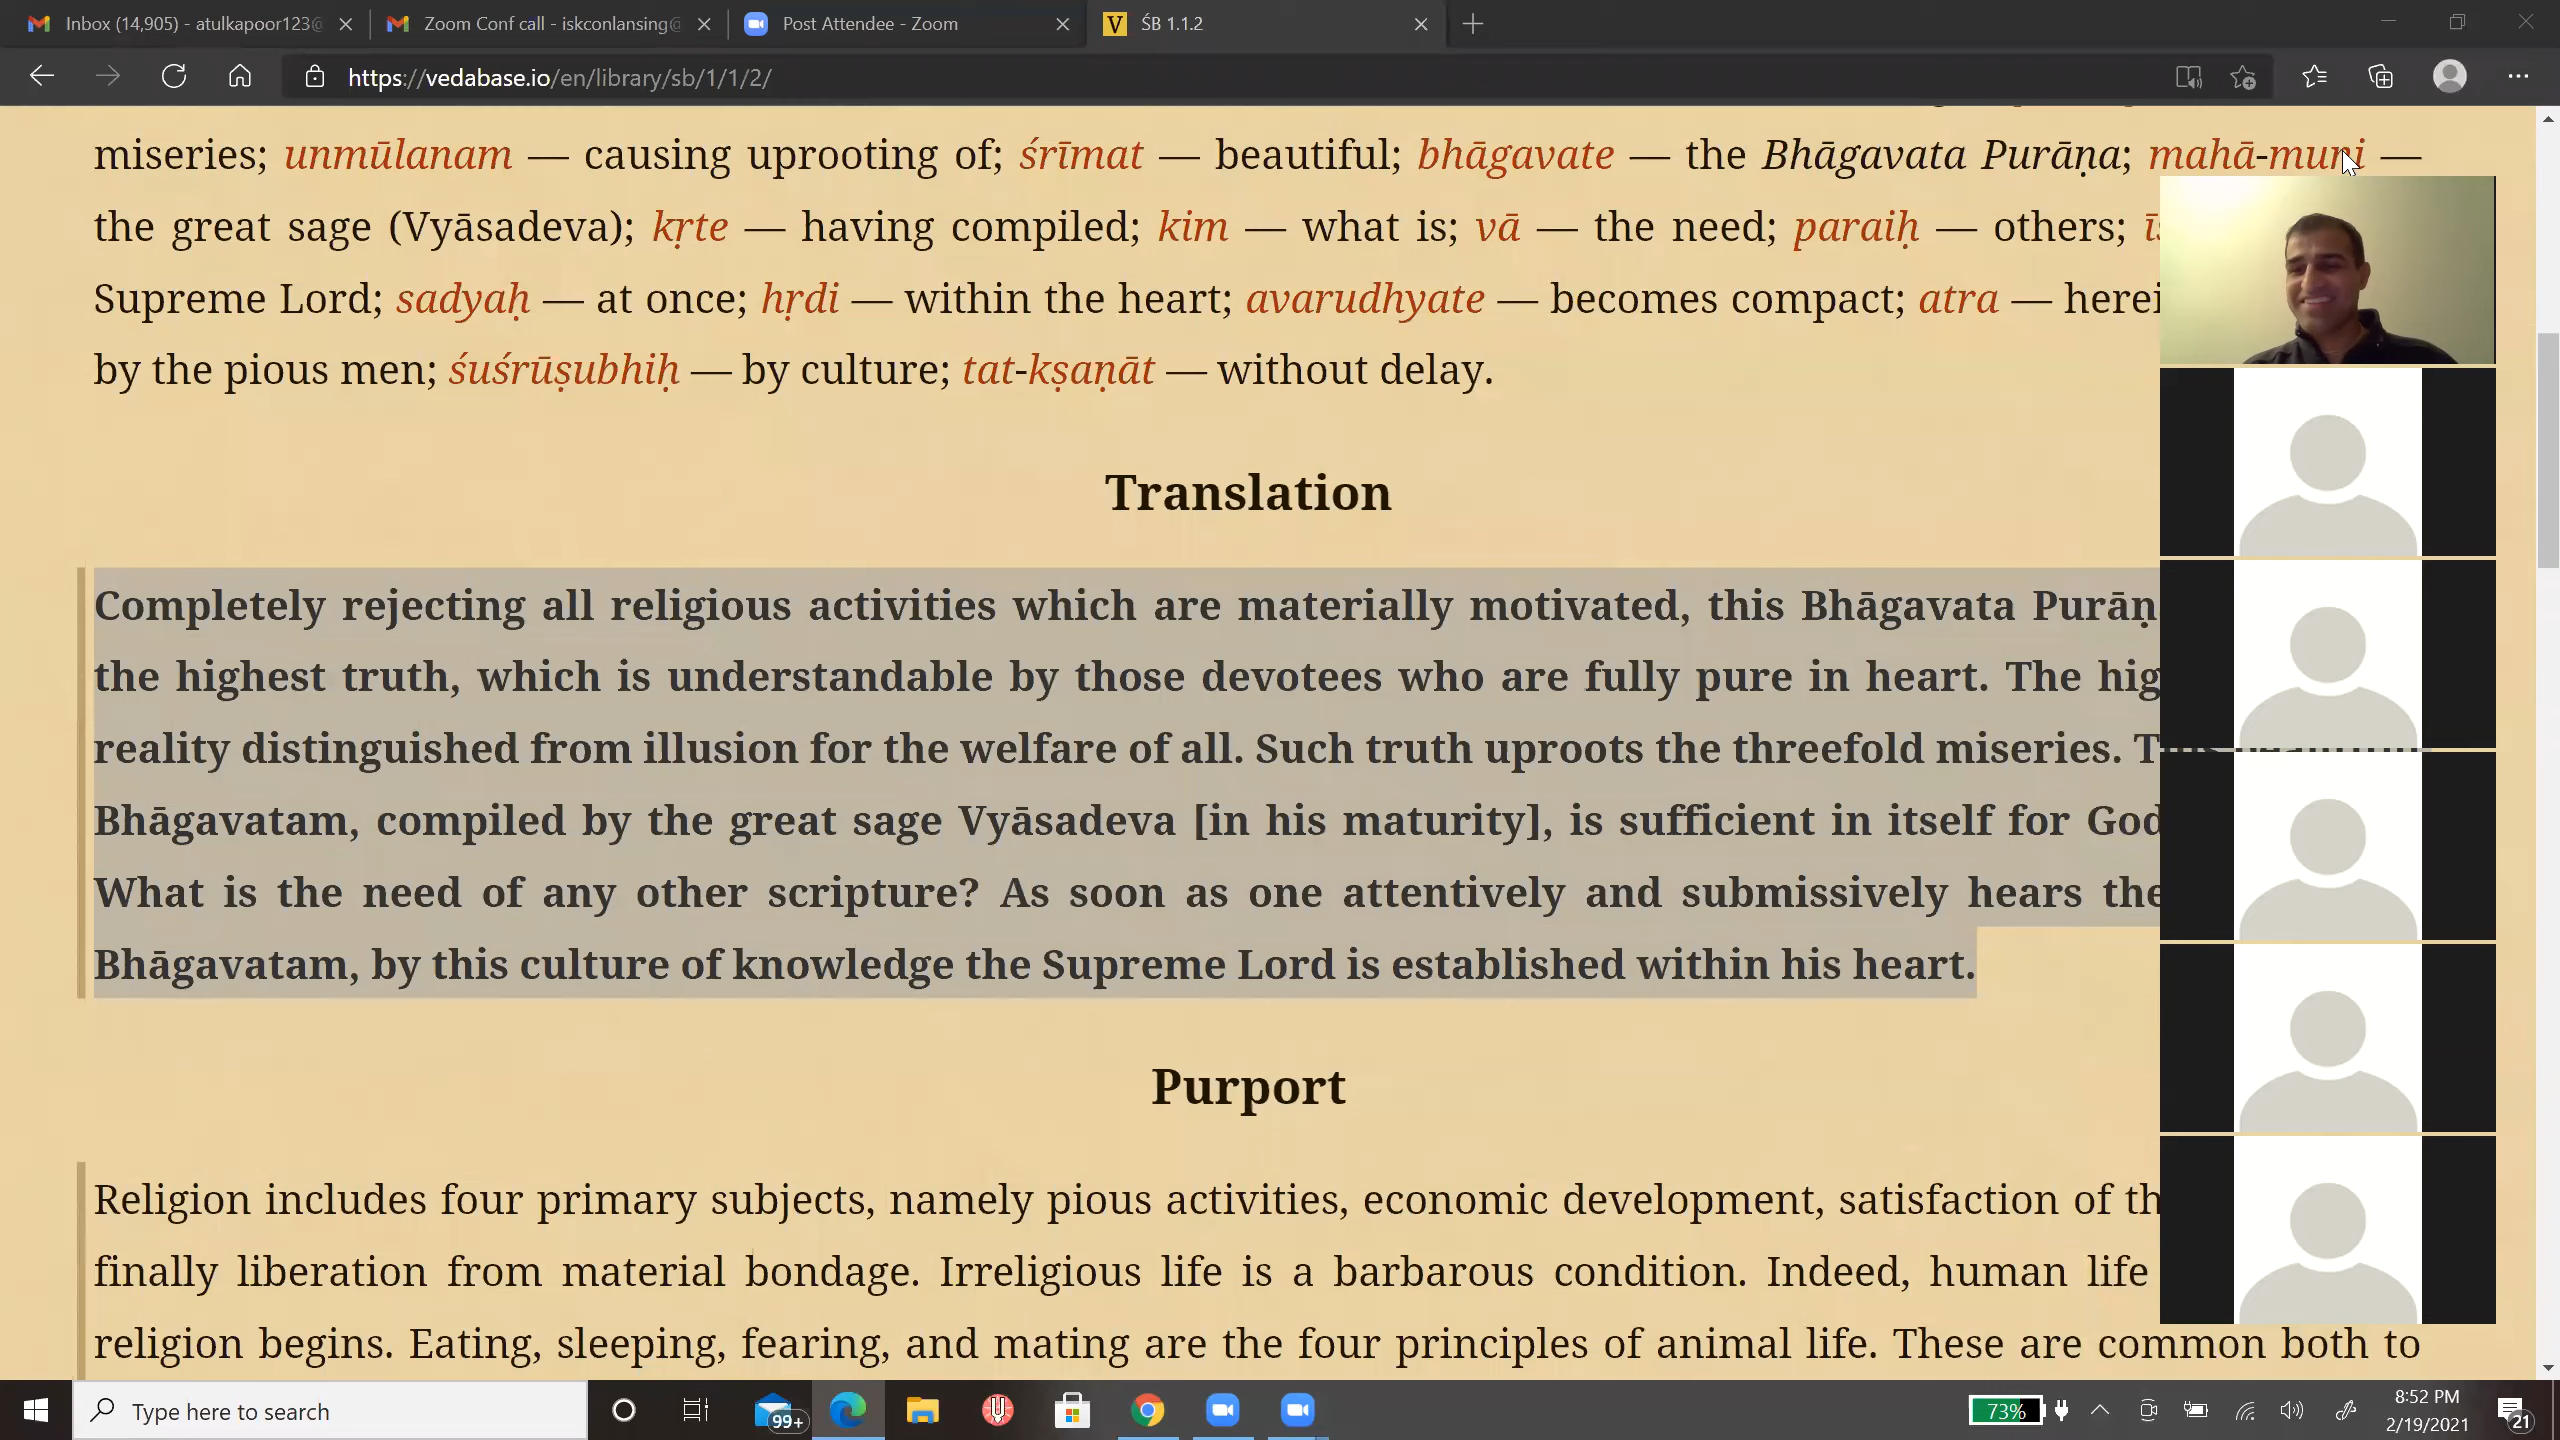 Inbox (14,905) - atulkapoor123@
Zoom Conf call - iskconlansing@
Post Attendee - Zoom
V ŚB 1.1.2
https://vedabase.io/en/library/sb/1/1/2/
miseries; unmūlanam — causing uprooting of; śrīmat — beautiful; bhāgavate — the Bhāgavata Purāṇa; mahā-muni —
the great sage (Vyāsadeva); kṛte — having compiled; kim — what is; vā — the need; paraiḥ — others;
Supreme Lord; sadyaḥ — at once; hṛdi — within the heart; avarudhyate — becomes compact; atra —
by the pious men; śuśrūṣubhiḥ — by culture; tat-kṣaṇāt — without delay.
Translation
Completely rejecting all religious activities which are materially motivated, this Bhāgavata
the highest truth, which is understandable by those devotees who are fully pure in heart. The
reality distinguished from illusion for the welfare of all. Such truth uproots the threefold miseries.
Bhāgavatam, compiled by the great sage Vyāsadeva [in his maturity], is sufficient in itself for
What is the need of any other scripture? As soon as one attentively and submissively hears
Bhāgavatam, by this culture of knowledge the Supreme Lord is established within his heart.
Purport
Religion includes four primary subjects, namely pious activities, economic development, satisfaction of
finally liberation from material bondage. Irreligious life is a barbarous condition. Indeed, human life
religion begins. Eating, sleeping, fearing, and mating are the four principles of animal life. These are common both to
Type here to search
99+
73%
8:52 PM
2/19/2021
21